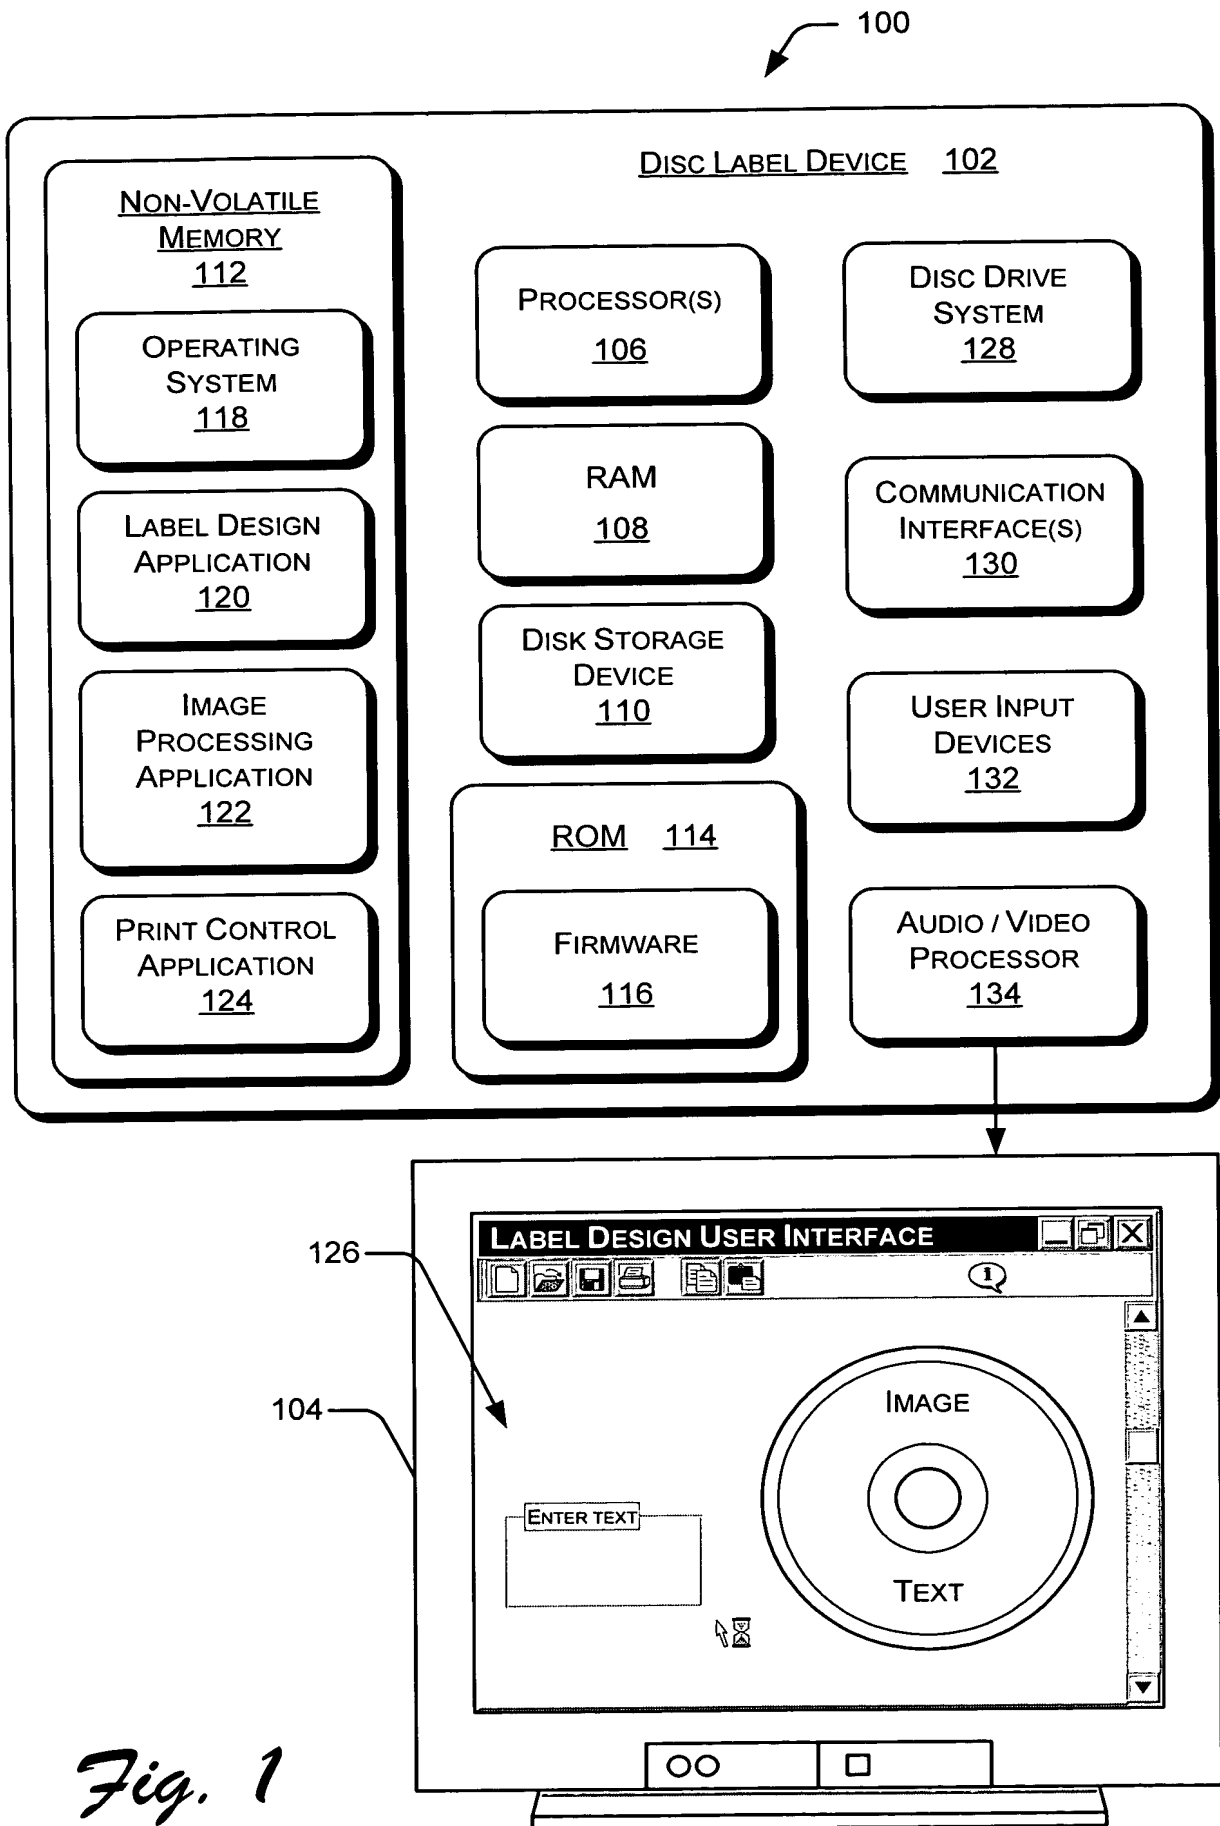 100
DISC LABEL DEVICE 102
NON-VOLATILE
MEMORY
112
OPERATING
SYSTEM
118
LABEL DESIGN
APPLICATION
120
IMAGE
PROCESSING
APPLICATION
122
PRINT CONTROL
APPLICATION
124
PROCESSOR(S)
106
RAM
108
DISK STORAGE
DEVICE
110
ROM 114
FIRMWARE
116
DISC DRIVE
SYSTEM
128
COMMUNICATION
INTERFACE(S)
130
USER INPUT
DEVICES
132
AUDIO / VIDEO
PROCESSOR
134
LABEL DESIGN USER INTERFACE
126
104
IMAGE
ENTER TEXT
TEXT
Fig. 1